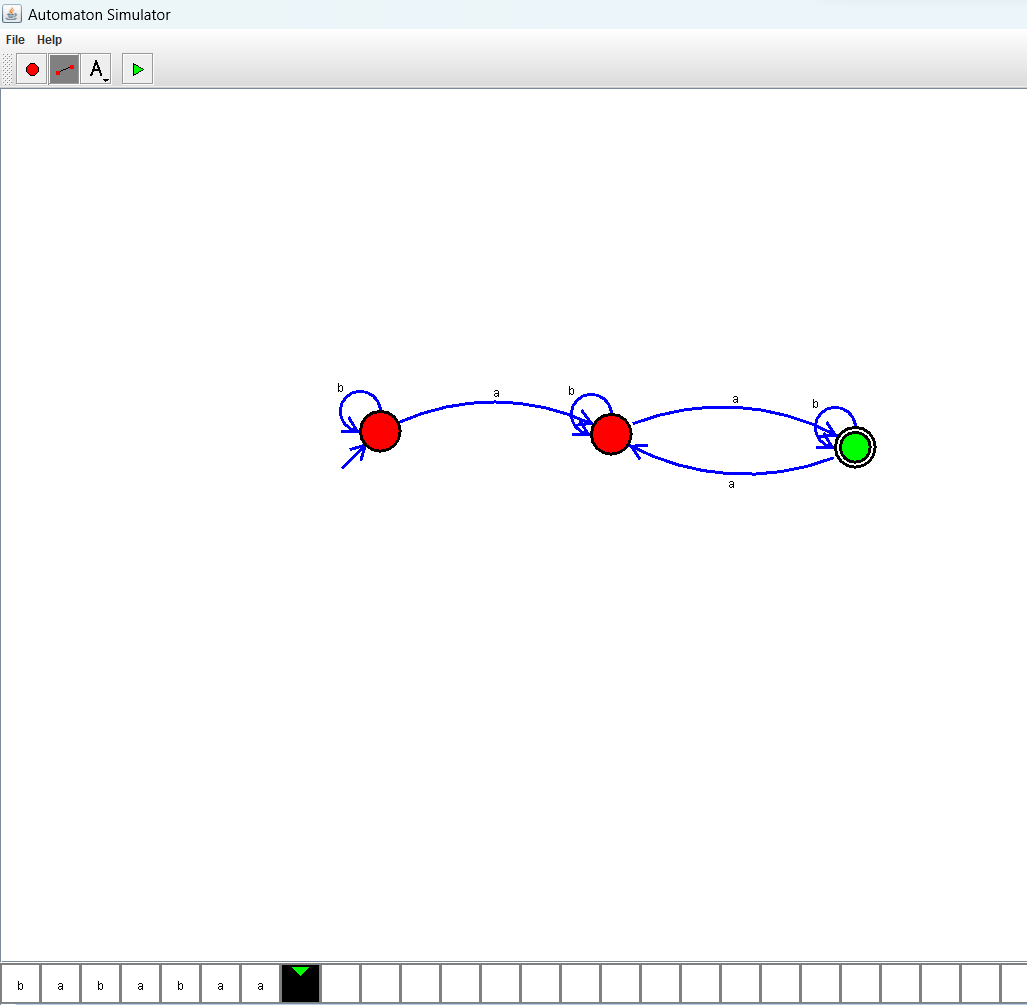 Automaton Simulator
File Help
A
b a b a b
a
a
b a b a b a a